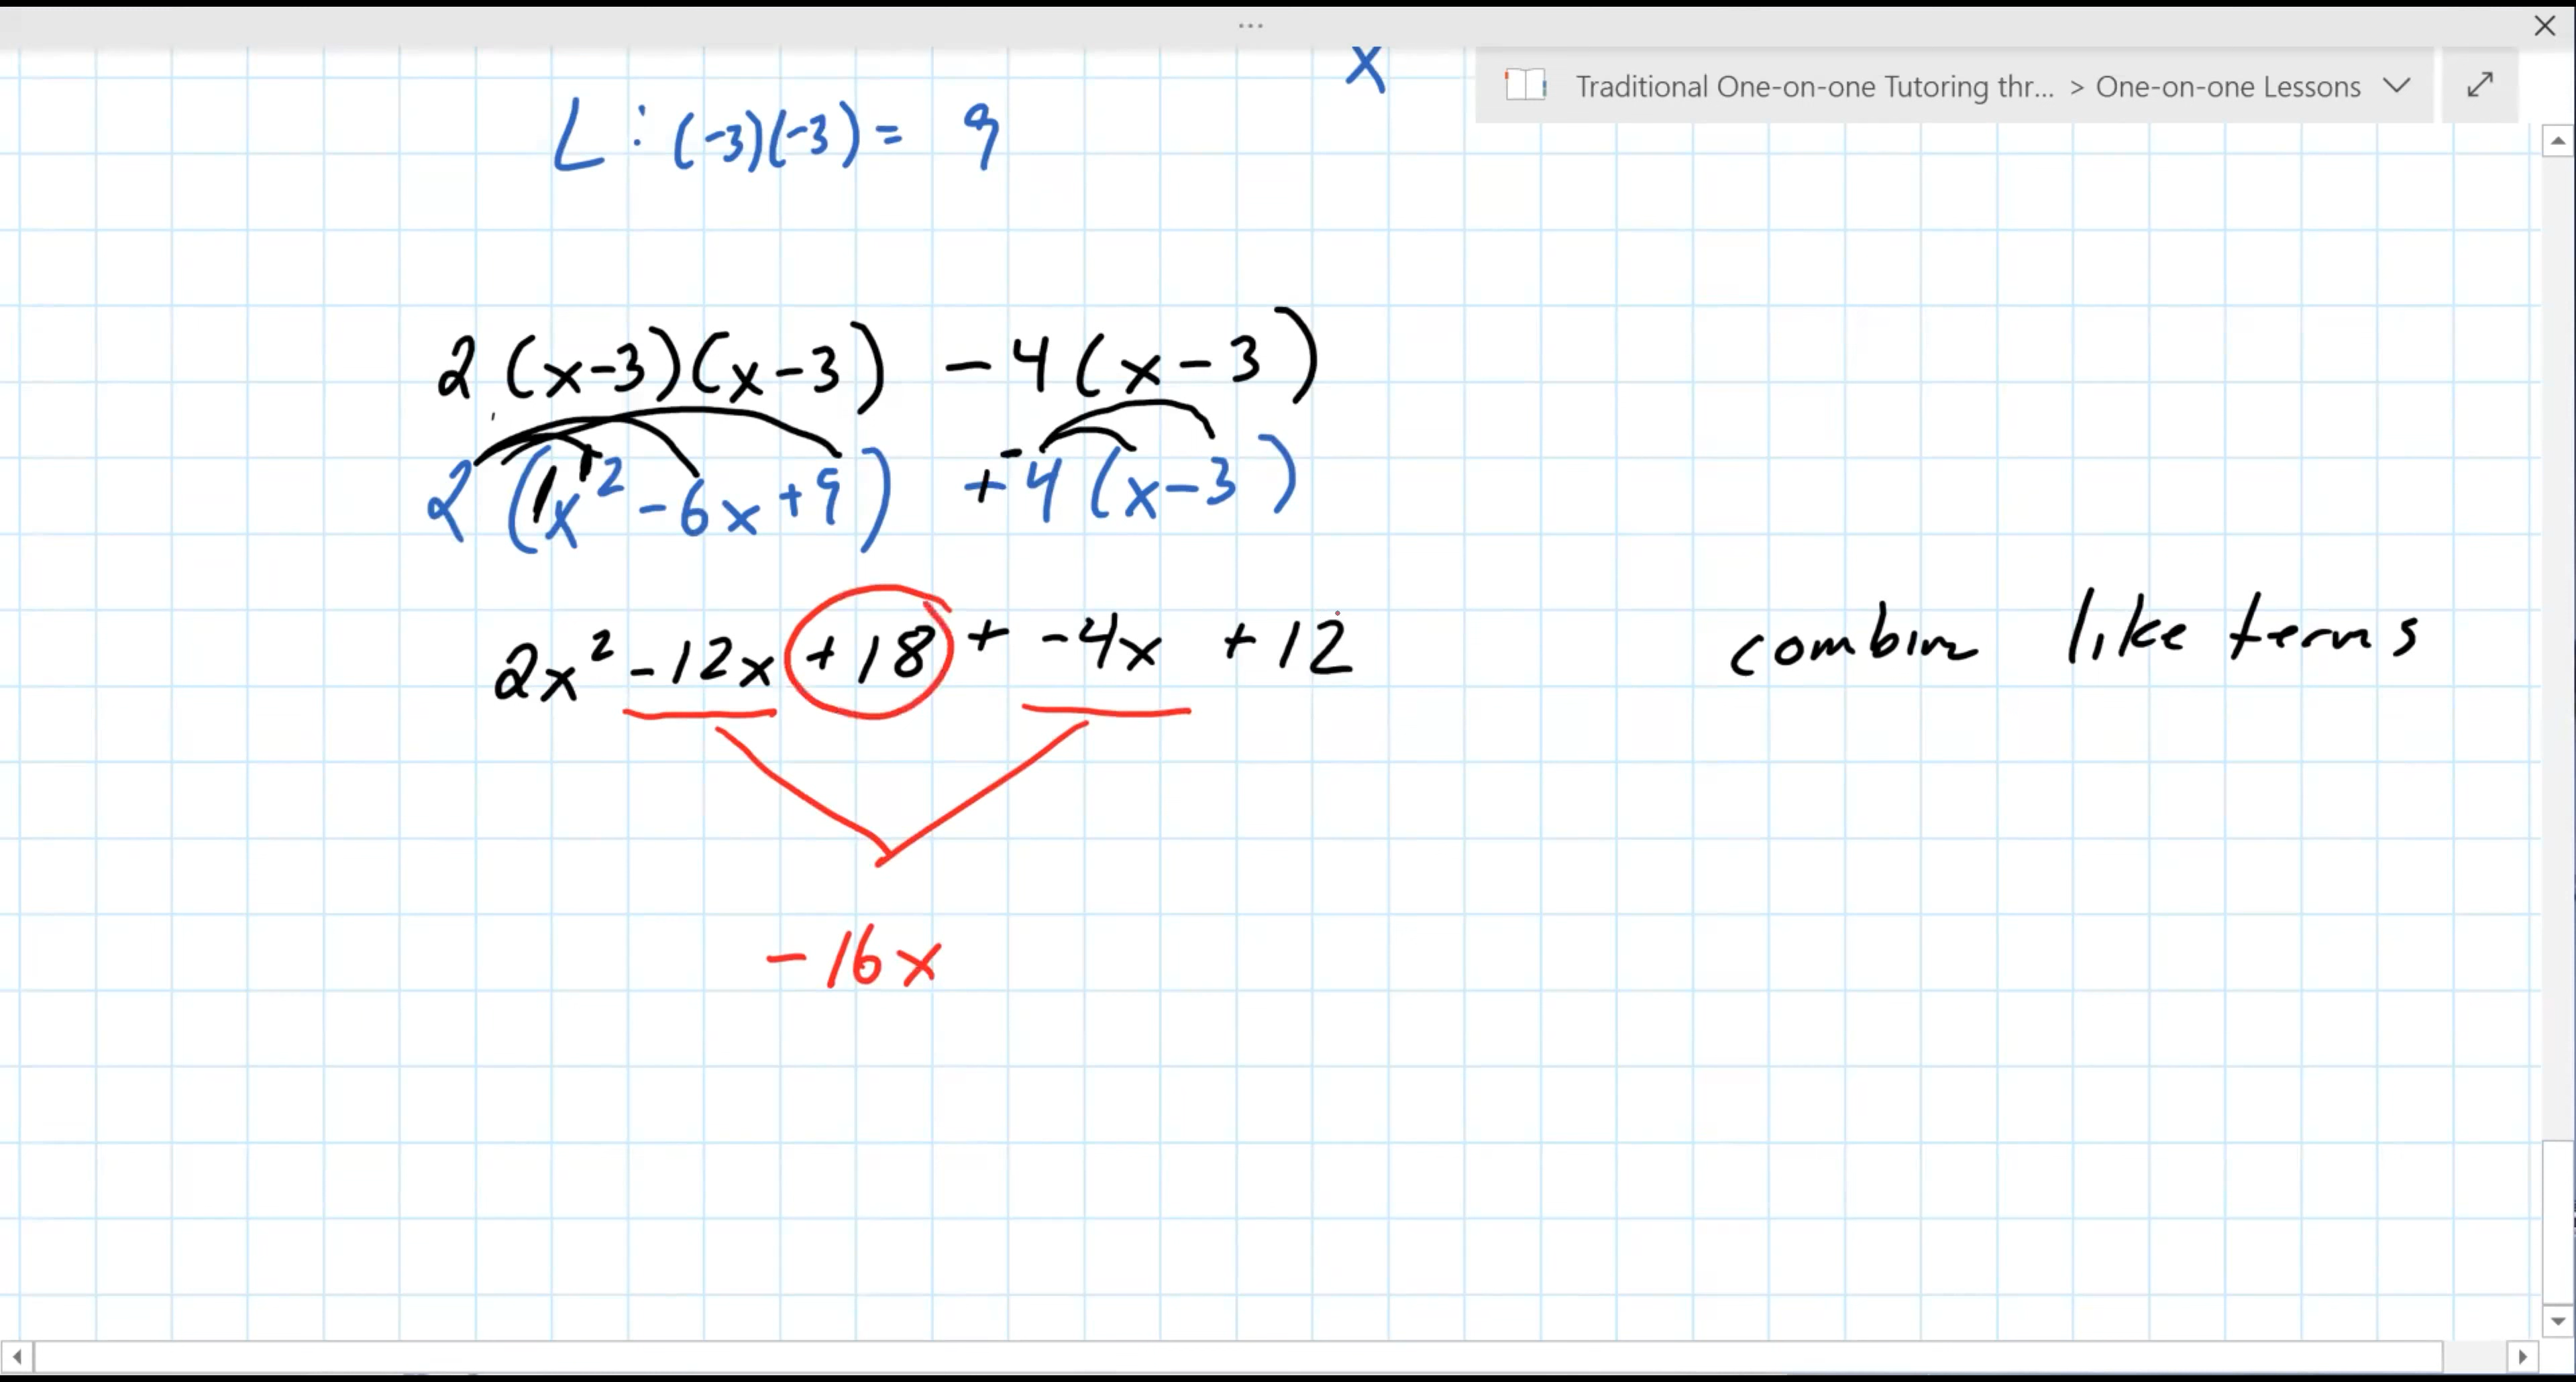 ...
x
Traditional One-on-one Tutoring thr... > One-on-one Lessons
L : (-3)(-3) = 9
2(x-3)(x-3) -4(x-3)
2(1x²-6x+9) + -4(x-3)
2x² -12x +18 + -4x +12
combine like terms
-16x